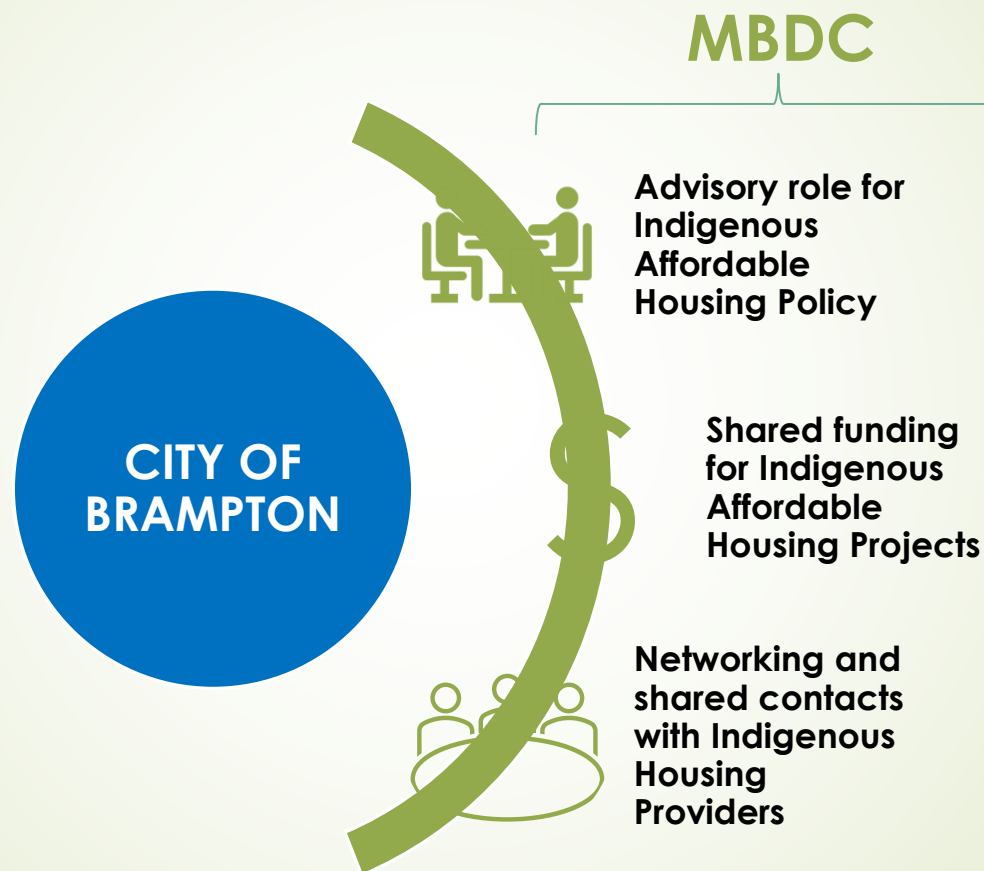 MBDC
Advisory role for
Indigenous
Affordable
Housing Policy
CITY OF
BRAMPTON
Shared funding
for Indigenous
Affordable
Housing Projects
Networking and
shared contacts
with Indigenous
Housing
Providers